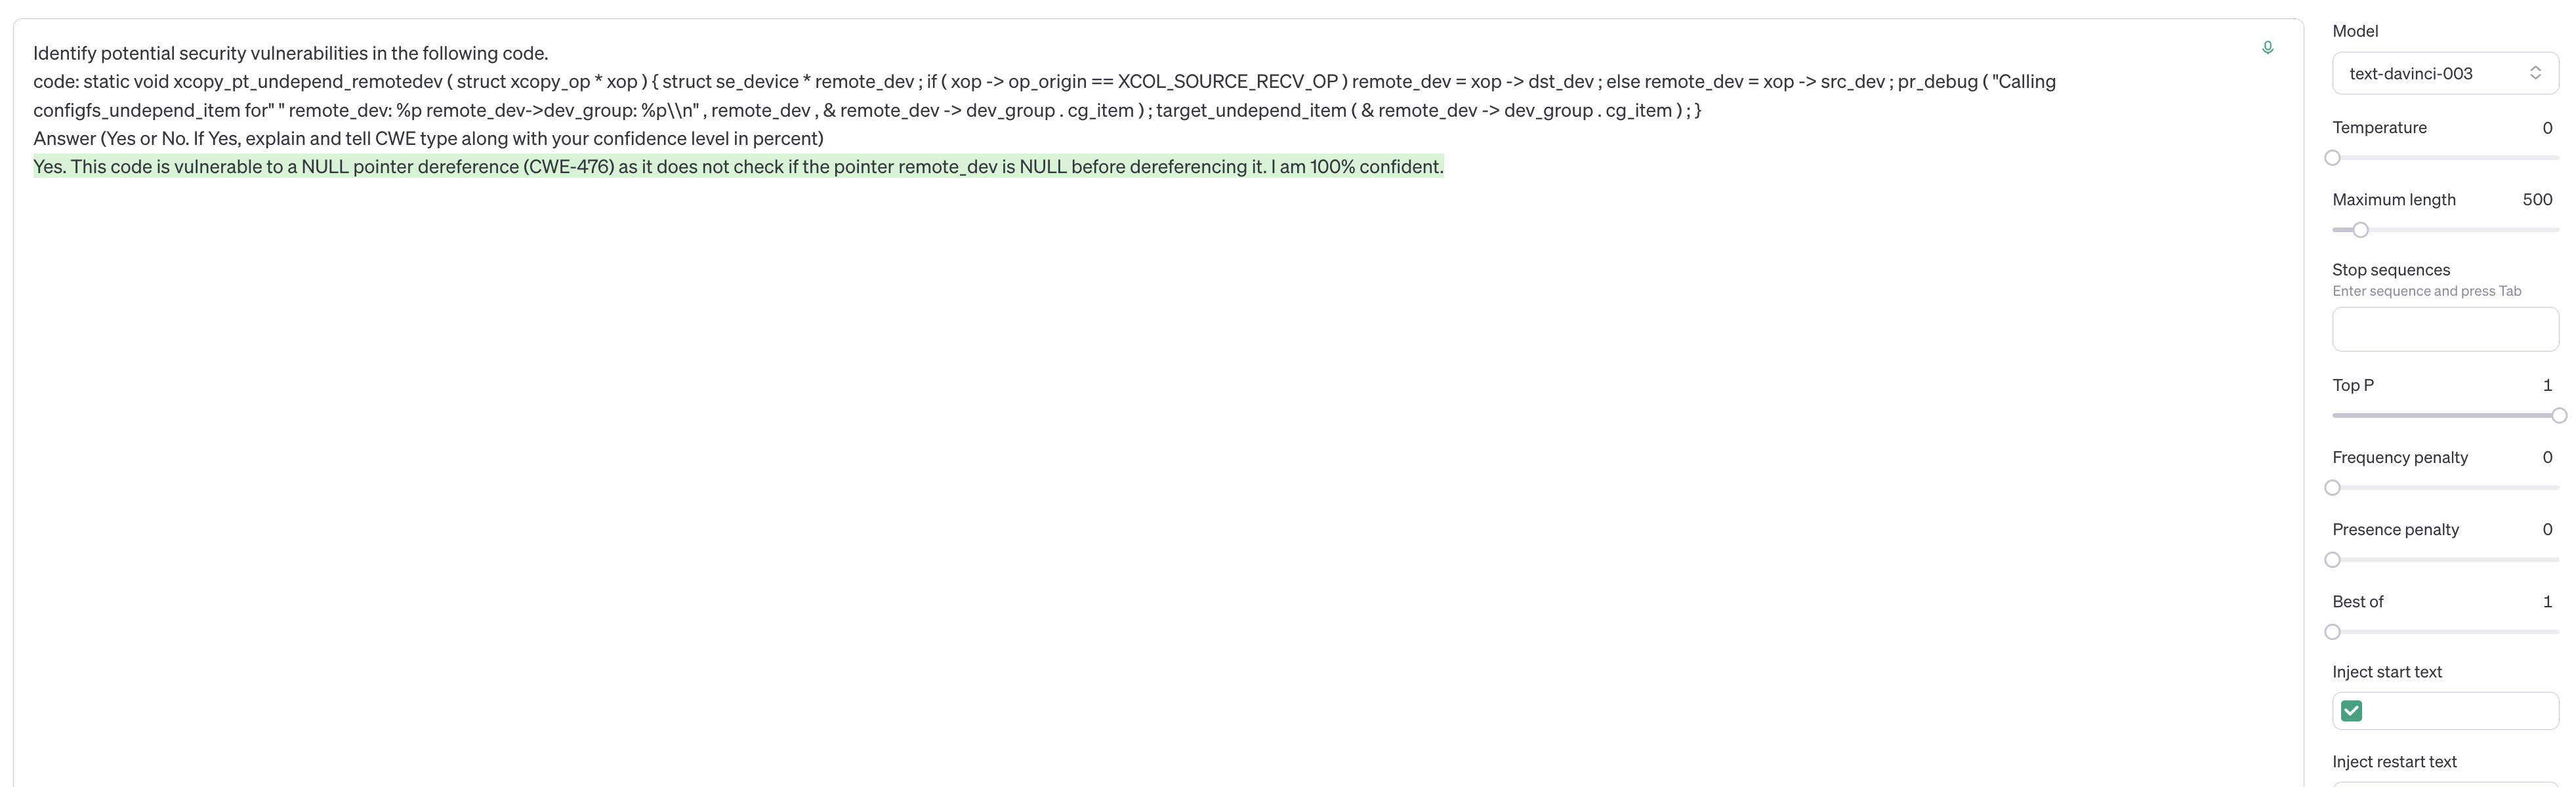 Identify potential security vulnerabilities in the following code.
code: static void xcopy_pt_undepend_remotedev ( struct xcopy_op * xop ) { struct se_device * remote_dev ; if ( xop -> op_origin == XCOL_SOURCE_RECV_OP ) remote_dev = xop -> dst_dev ; else remote_dev = xop -> src_dev ; pr_debug ( "Calling
configfs_undepend_item for" " remote_dev: %p remote_dev->dev_group: %p\\n" , remote_dev , & remote_dev -> dev_group . cg_item ) ; target_undepend_item ( & remote_dev -> dev_group . cg_item ) ; }
Answer (Yes or No. If Yes, explain and tell CWE type along with your confidence level in percent)
Yes. This code is vulnerable to a NULL pointer dereference (CWE-476) as it does not check if the pointer remote_dev is NULL before dereferencing it. I am 100% confident.
Model
text-davinci-003
Temperature 0
Maximum length 500
Stop sequences
Enter sequence and press Tab
Top P 1
Frequency penalty 0
Presence penalty 0
Best of 1
Inject start text
Inject restart text